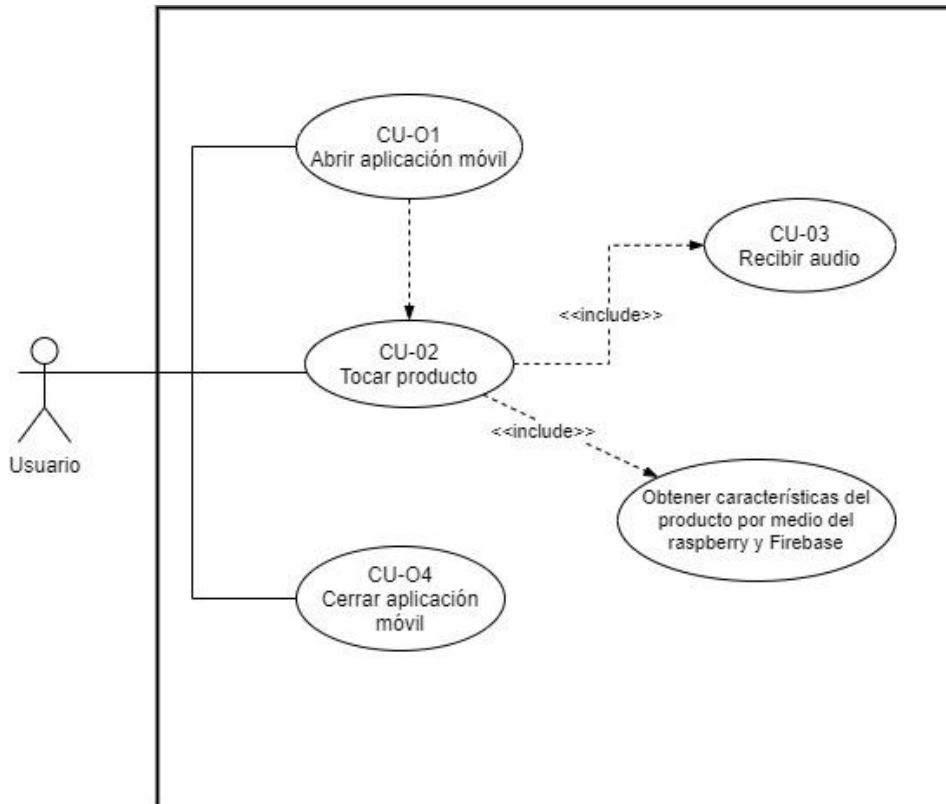 CU-O1
Abrir aplicación móvil
CU-03
Recibir audio
<<include>>
CU-02
Tocar producto
<<include>>
Usuario
Obtener características del
producto por medio del
raspberry y Firebase
CU-O4
Cerrar aplicación
móvil